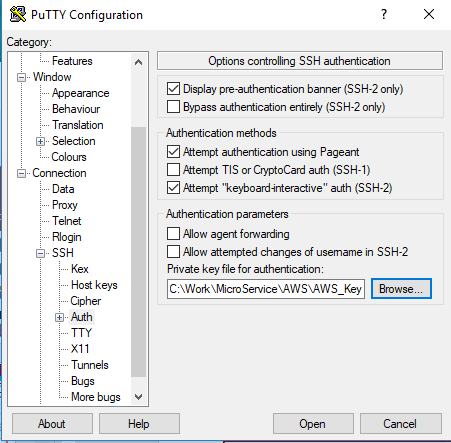 PuTTY Configuration
?
Category:
Features
Window
Appearance
Behaviour
Translation
Selection
Colours
Connection
Data
Proxy
Telnet
Rlogin
SSH
Kex
Host keys
Cipher
Auth
TTY
X11
Tunnels
Bugs
More bugs
Options controlling SSH authentication
Display pre-authentication banner (SSH-2 only)
Bypass authentication entirely (SSH-2 only)
Authentication methods
Attempt authentication using Pageant
Attempt TIS or CryptoCard auth (SSH-1)
Attempt "keyboard-interactive" auth (SSH-2)
Authentication parameters
Allow agent forwarding
Allow attempted changes of username in SSH-2
Private key file for authentication:
C:\Work\MicroService\AWS\AWS_Key
Browse...
About
Help
Open
Cancel